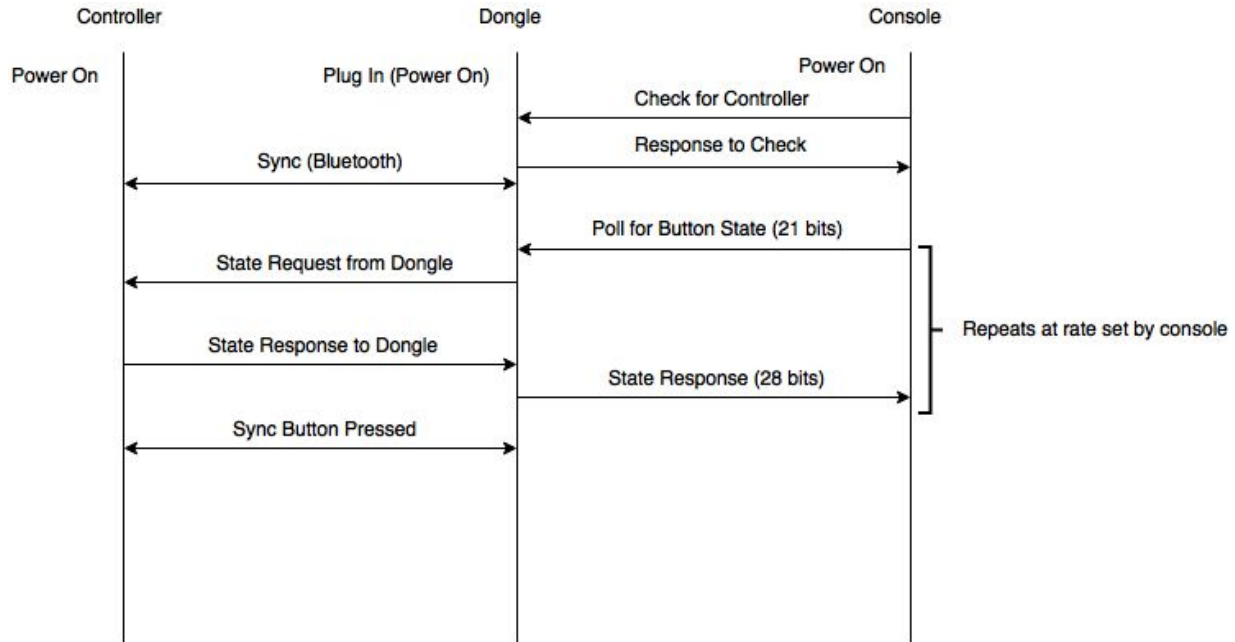 Controller
Dongle
Console
Power On
Plug In (Power On)
Power On
Check for Controller
Response to Check
Sync (Bluetooth)
Poll for Button State (21 bits)
State Request from Dongle
Repeats at rate set by console
State Response to Dongle
State Response (28 bits)
Sync Button Pressed